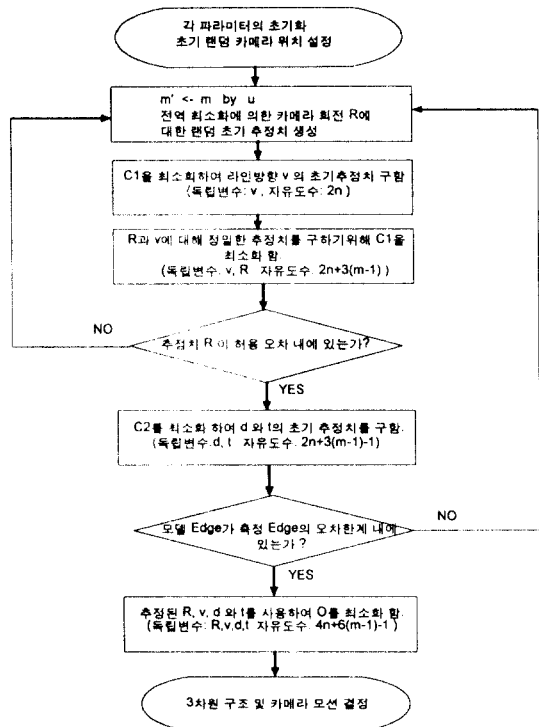 각 파라미터의 초기화
초기 랜덤 카메라 위치 설정
m' <- m by u
전역 최소화에 의한 카메라 회전 R에
대한 랜덤 초기 추정치 생성
C1을 최소화하여 라인방향 v 의 초기추정치 구함
(독립변수: v , 자유도수: 2n )
R과 v에 대해 정밀한 추정치를 구하기위해 C1을
최소화 함.
(독립변수. v, R 자유도수. 2n+3(m-1) )
NO
추정치 R 이 허용 오차 내에 있는가?
YES
C2를 최소화 하여 d 와 t의 초기 추정치를 구함.
(독립변수.d, t 자유도수. 2n+3(m-1)-1)
모델 Edge가 측정 Edge의 오차한계 내에
있는가 ?
NO
YES
추정된 R, v, d 와 t를 사용하여 O를 최소화 함.
(독립변수: R,v,d,t 자유도수. 4n+6(m-1)-1 )
3차원 구조 및 카메라 모션 결정